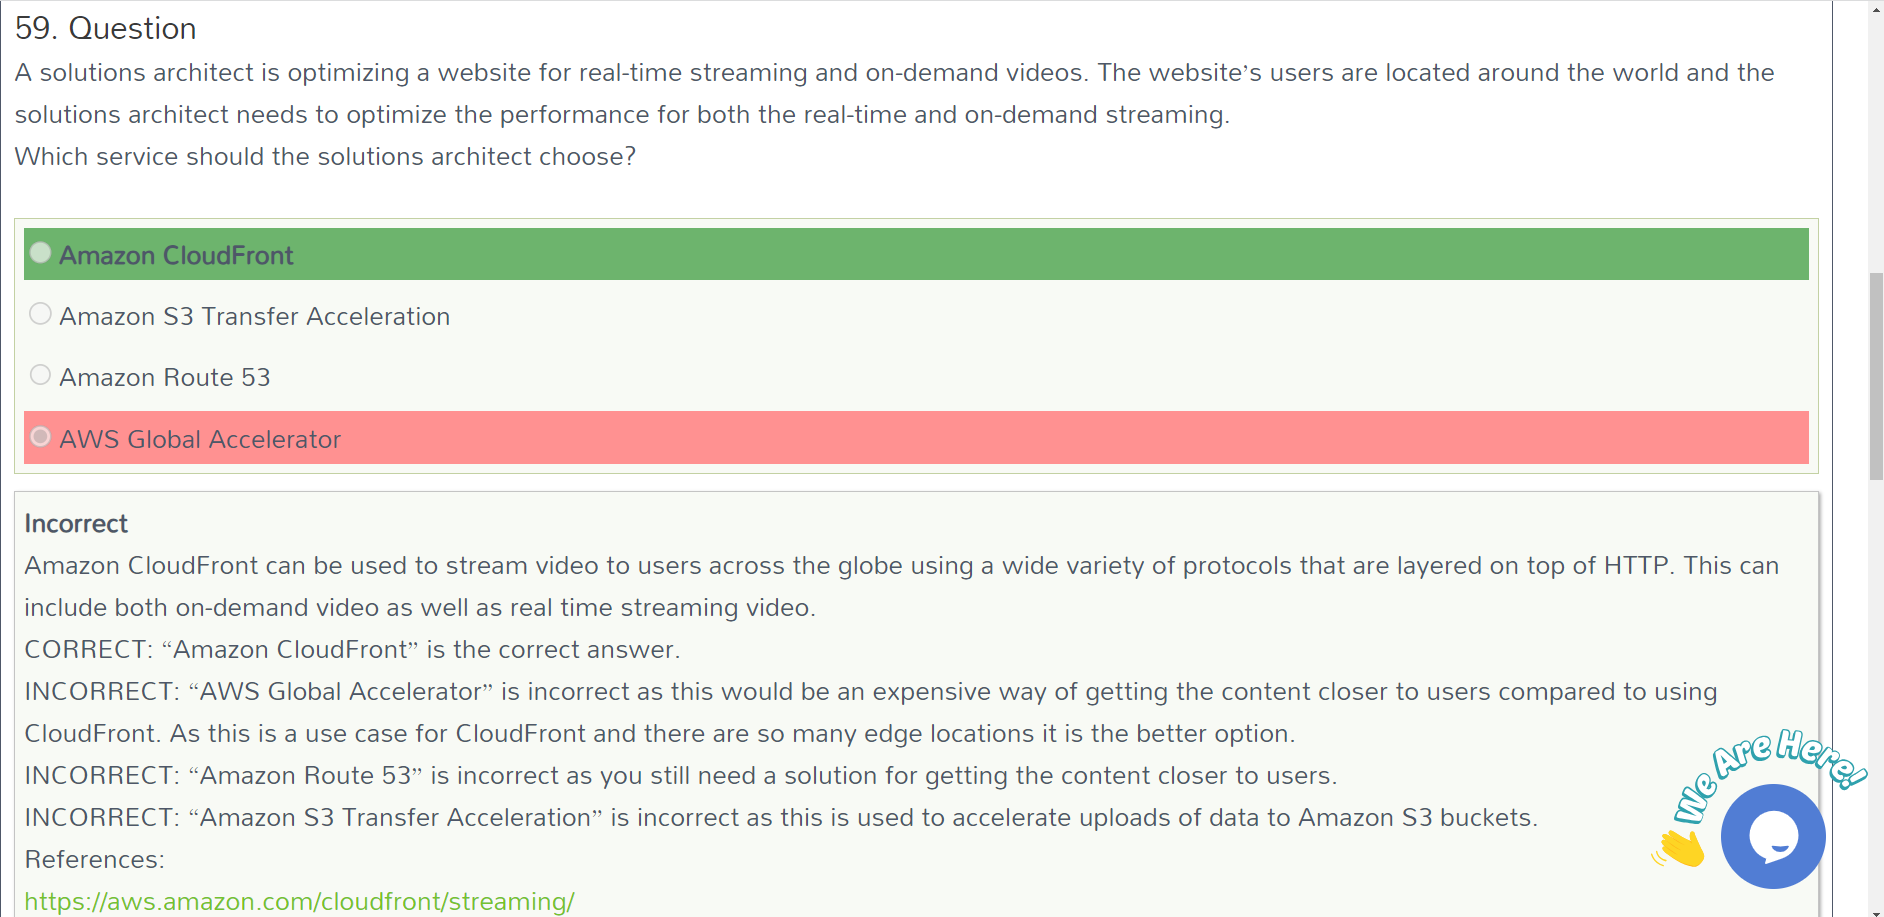 59. Question
A solutions architect is optimizing a website for real-time streaming and on-demand videos. The website’s users are located around the world and the
solutions architect needs to optimize the performance for both the real-time and on-demand streaming.
Which service should the solutions architect choose?
Amazon CloudFront
Amazon S3 Transfer Acceleration
Amazon Route 53
AWS Global Accelerator
Incorrect
Amazon CloudFront can be used to stream video to users across the globe using a wide variety of protocols that are layered on top of HTTP. This can
include both on-demand video as well as real time streaming video.
CORRECT: “Amazon CloudFront” is the correct answer.
INCORRECT: “AWS Global Accelerator” is incorrect as this would be an expensive way of getting the content closer to users compared to using
CloudFront. As this is a use case for CloudFront and there are so many edge locations it is the better option.
INCORRECT: “Amazon Route 53” is incorrect as you still need a solution for getting the content closer to users.
INCORRECT: “Amazon S3 Transfer Acceleration” is incorrect as this is used to accelerate uploads of data to Amazon S3 buckets.
References:
https://aws.amazon.com/cloudfront/streaming/
We Are Here!